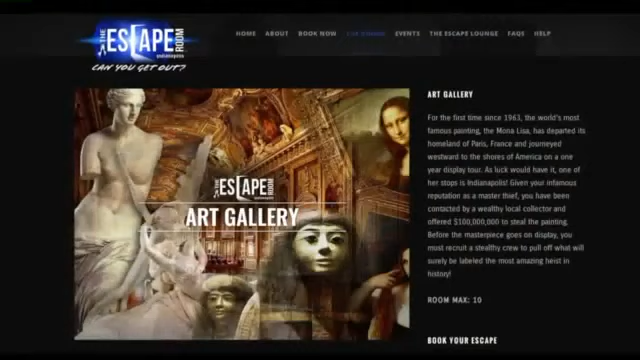 THE ESCAPE ROOM
indianapolis
CAN YOU GET OUT?
HOME ABOUT BOOK NOW EVENTS THE ESCAPE LOUNGE FAQS HELP
THE ESCAPE ROOM
indianapolis
ART GALLERY
ART GALLERY
For the first time since 1963, the world's most
famous painting, the Mona Lisa, has departed its
homeland of Paris, France and journeyed
westward to the shores of America on a one
year display tour. As luck would have it, one of
her stops is Indianapolis! Given your infamous
reputation as a master thief, you have been
contacted by a wealthy local collector and
offered $100,000,000 to steal the painting.
Before the masterpiece goes on display, you
must recruit a stealthy crew to pull off what will
surely be labeled the most amazing heist in
history!
ROOM MAX: 10
BOOK YOUR ESCAPE